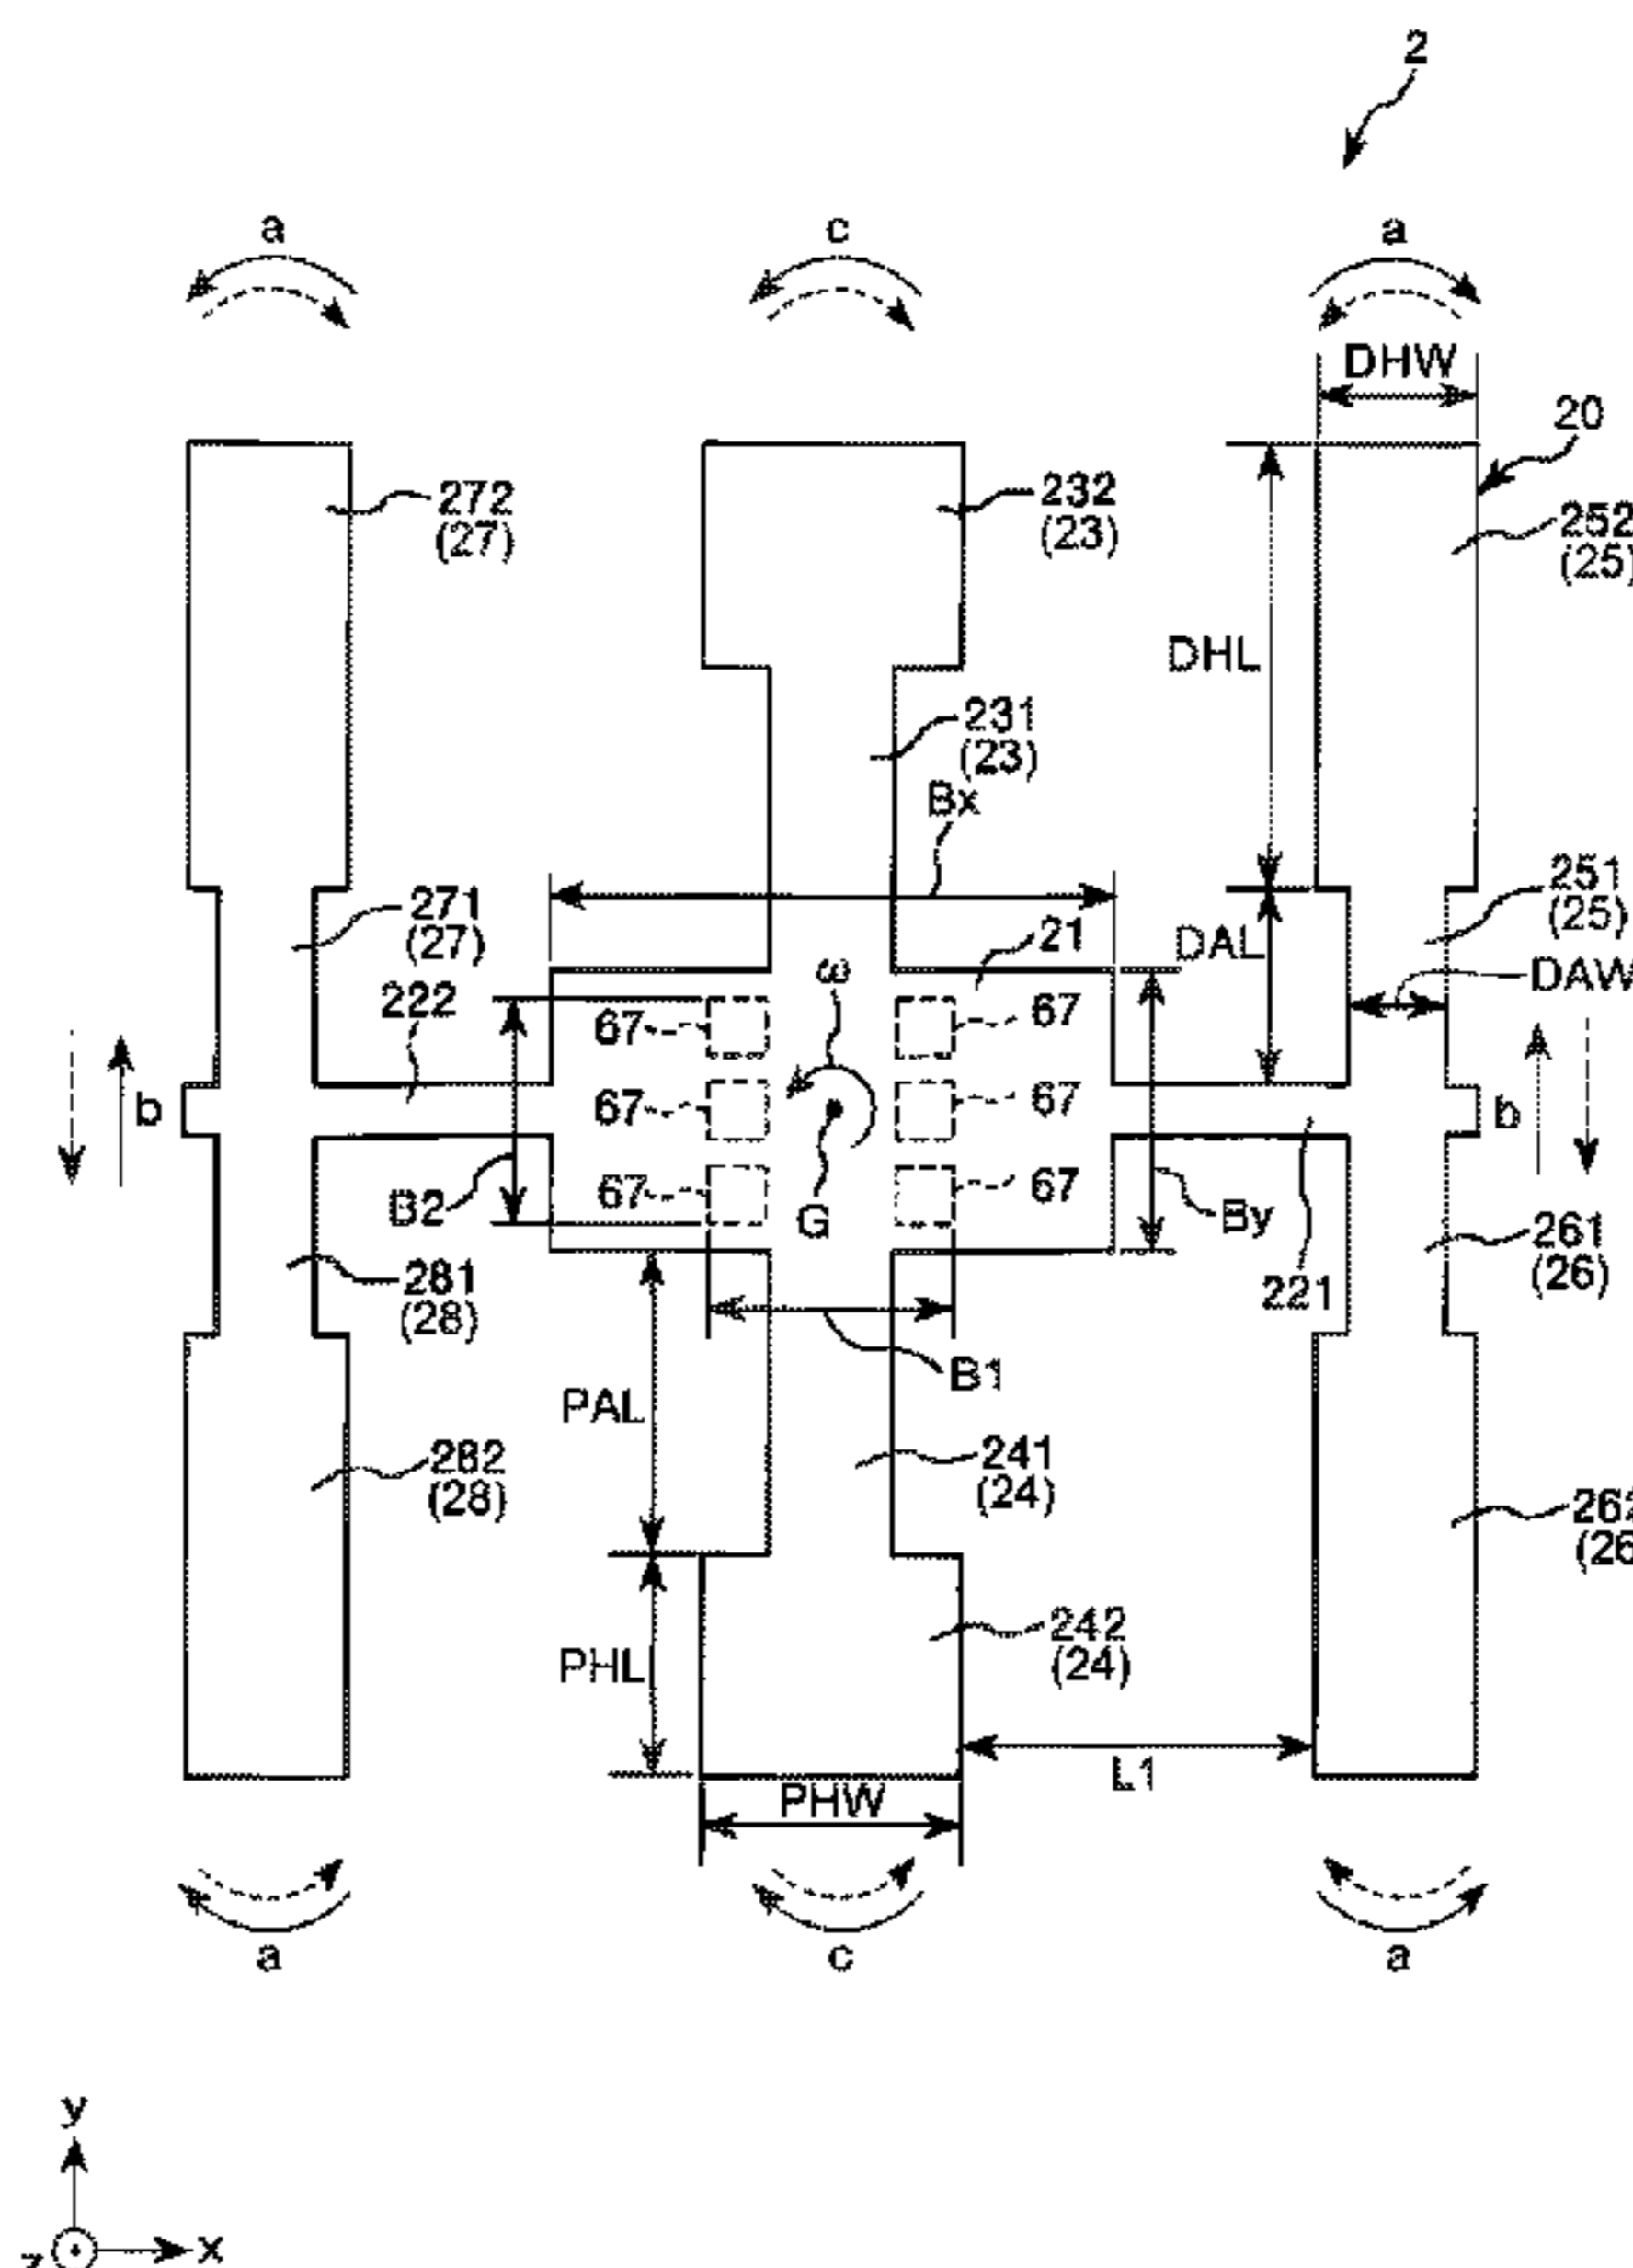 2
a
c
a
DHW
20
272
(27)
232
(23)
252
(25)
DHL
231
(23)
Bx
271
(27)
251
(25)
21
DAL
DAW
222
ω
67
67
b
67
67
b
B2
67
67
G
By
221
281
(28)
261
(26)
B1
PAL
282
(28)
241
(24)
262
(26
242
(24)
PHL
L1
PHW
a
c
a
y
z
x